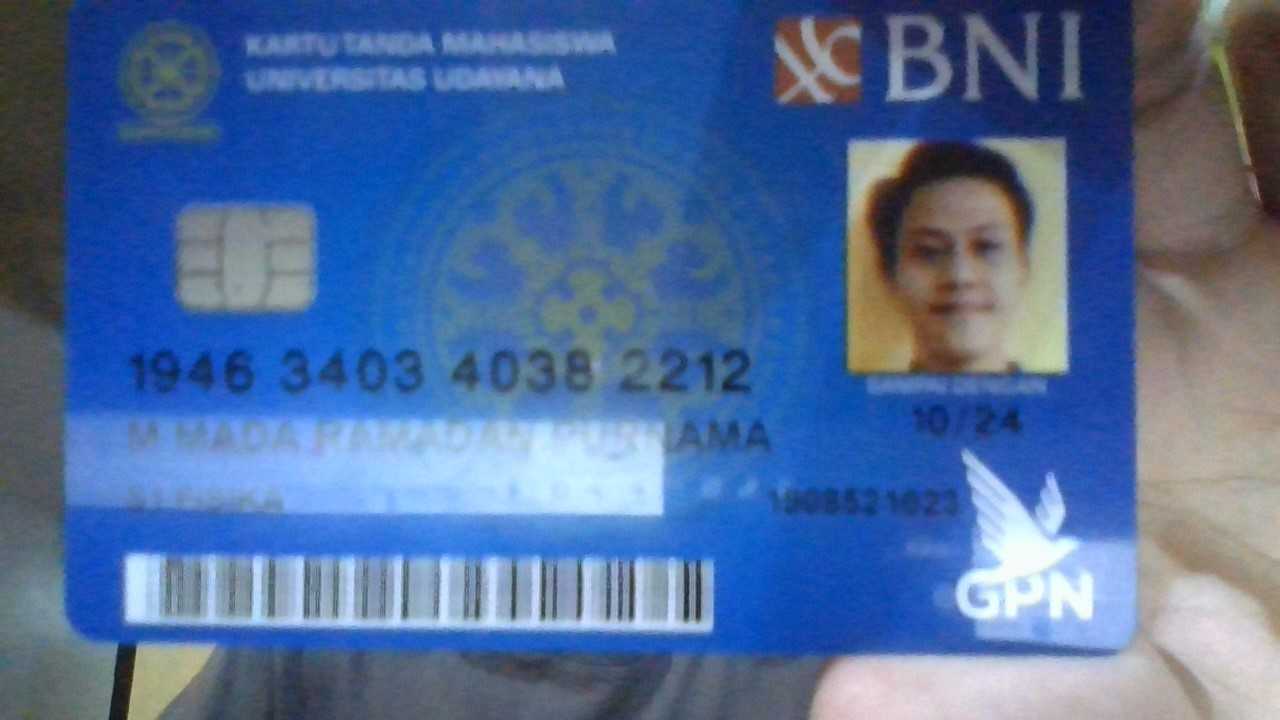 KARTU TANDA MAHASISWA
UNIVERSITAS UDAYANA
BNI
1946 3403 4038 2212
SAMPAI DENGAN
10/24
M MADA RAMADAN PURNAMA
S1 FISIKA
1908521623
GPN